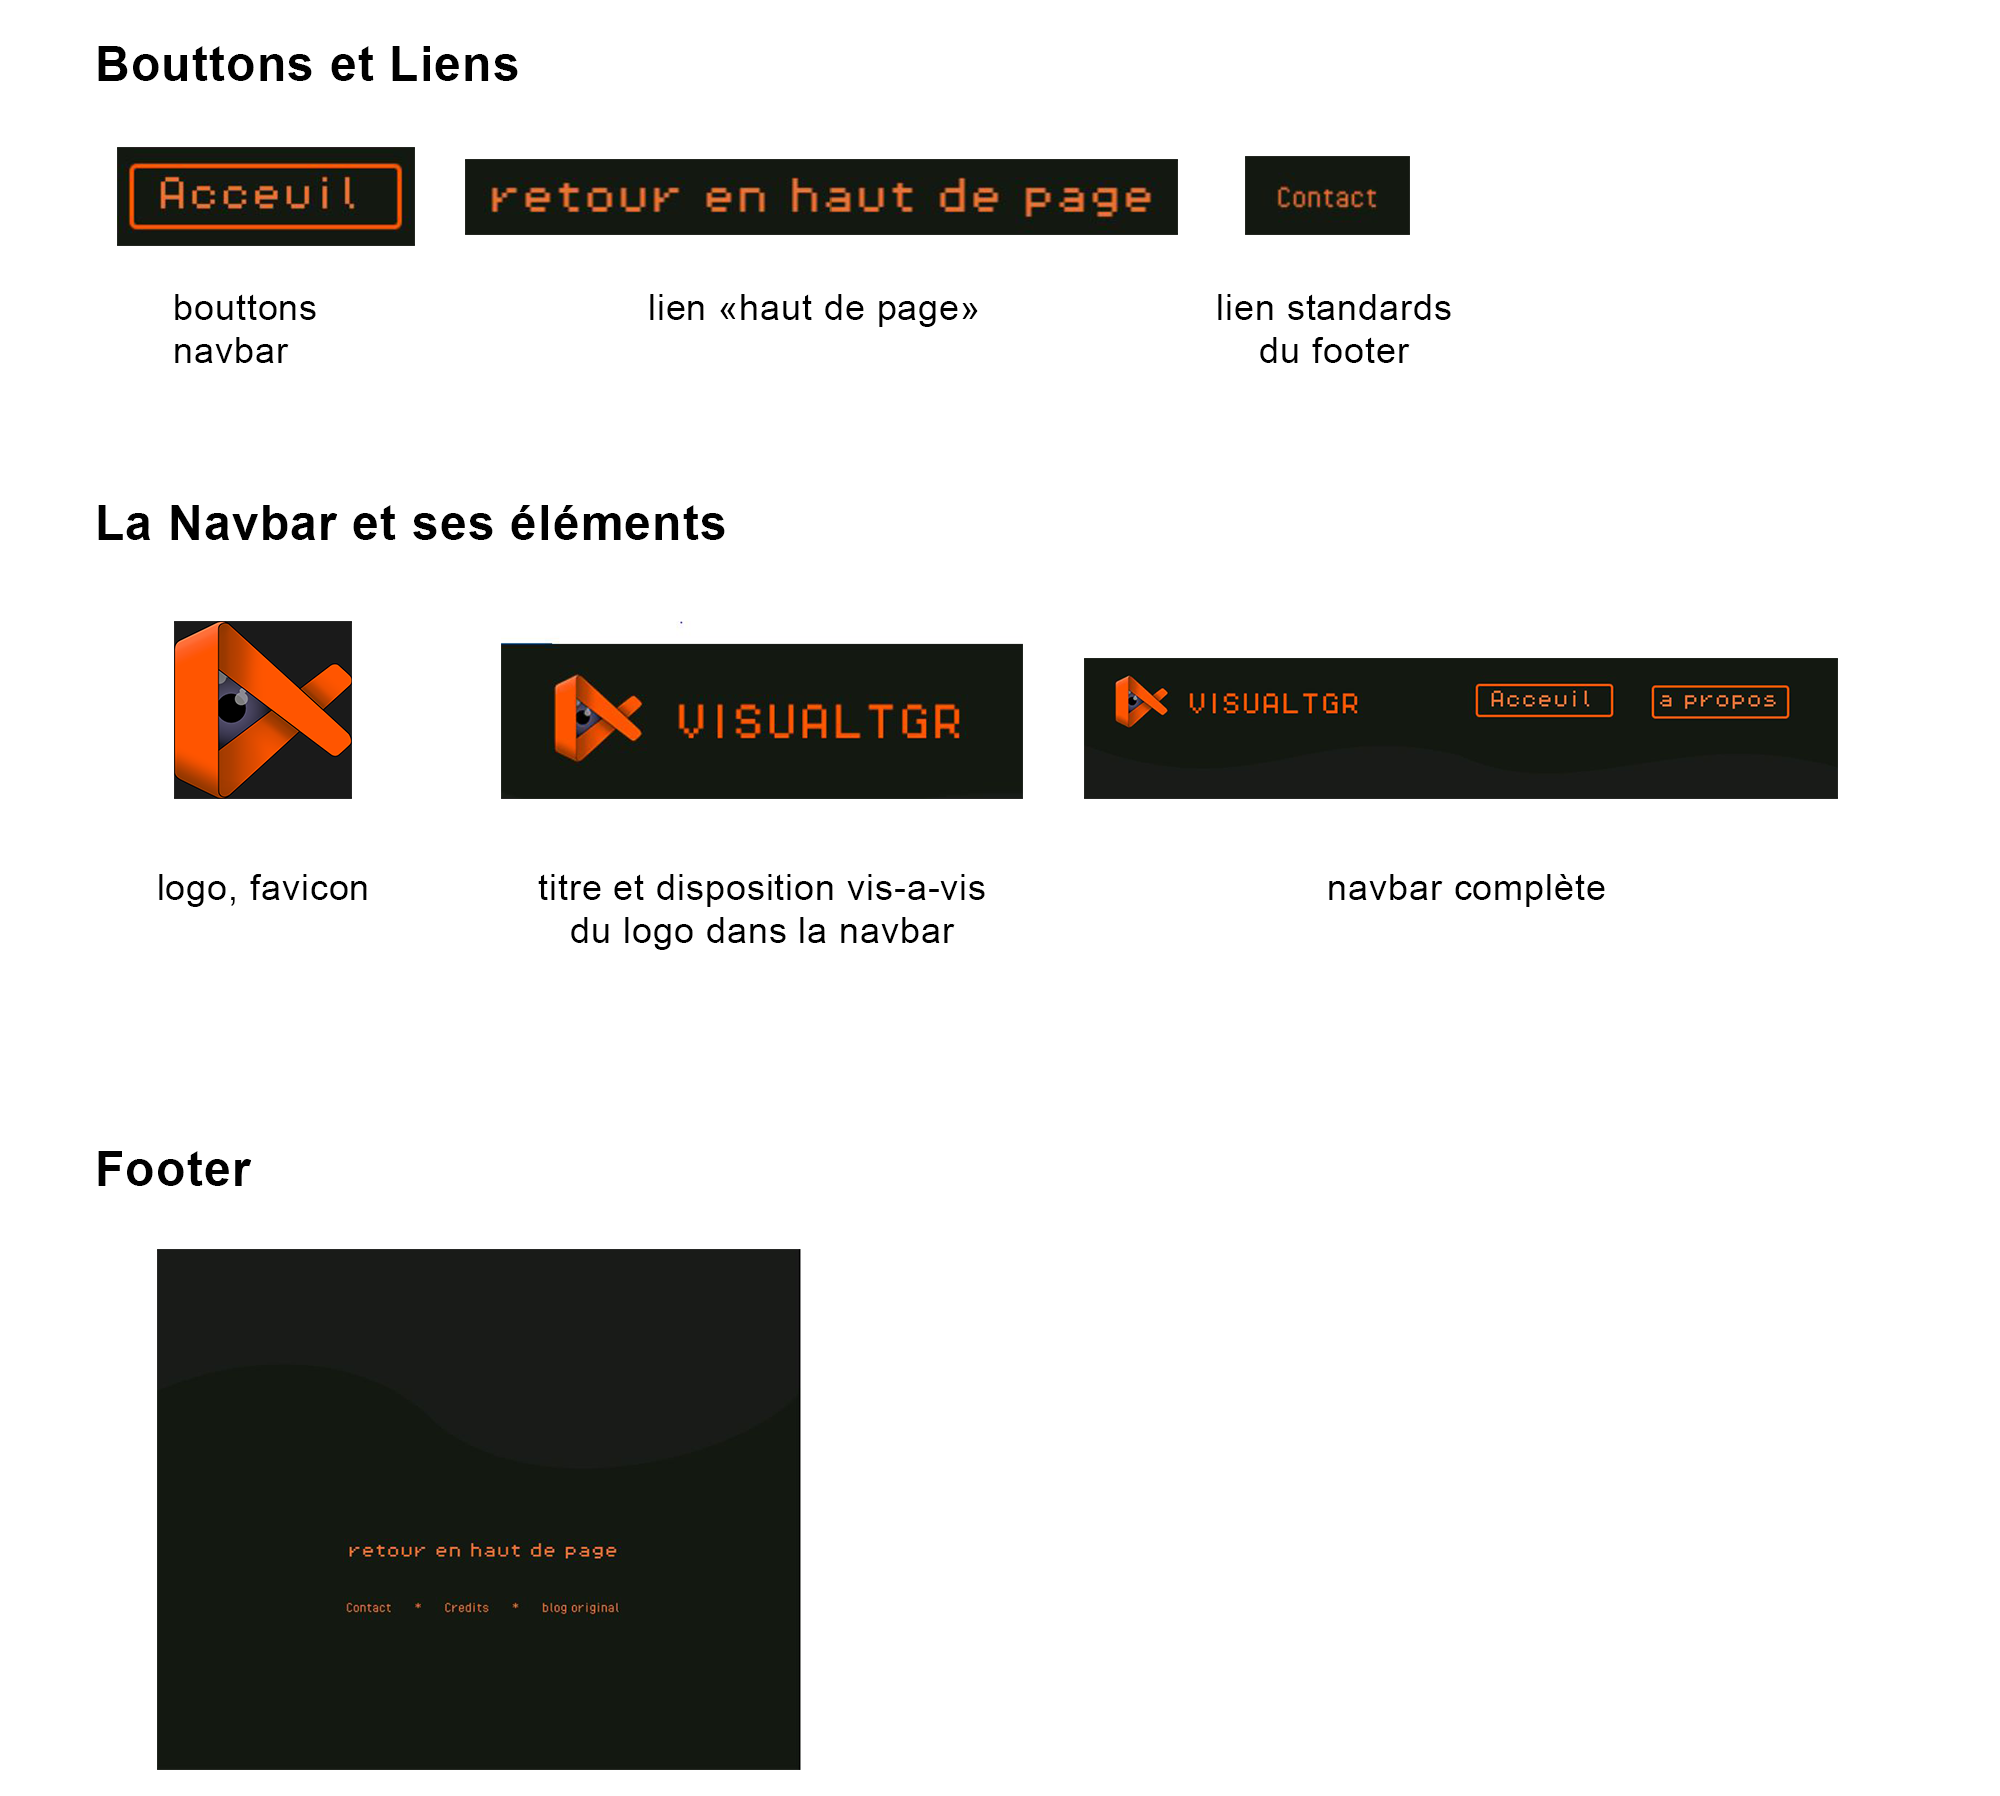 Bouttons et Liens
Acceuil
retour en haut de page
Contact
bouttons
navbar
lien «haut de page»
lien standards
du footer
La Navbar et ses éléments
VISUALTGR
VISUALTGR
Acceuil
a propos
logo, favicon
titre et disposition vis-a-vis
du logo dans la navbar
navbar complète
Footer
retour en haut de page
Contact * Credits * blog original